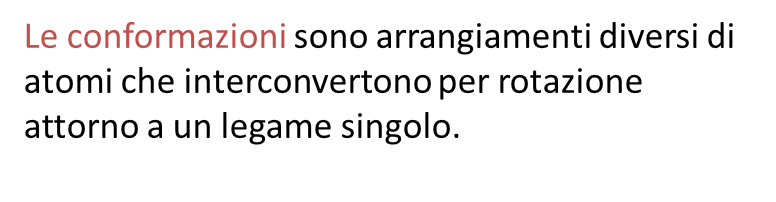 Le conformazioni sono arrangiamenti diversi di
atomi che interconvertono per rotazione
attorno a un legame singolo.